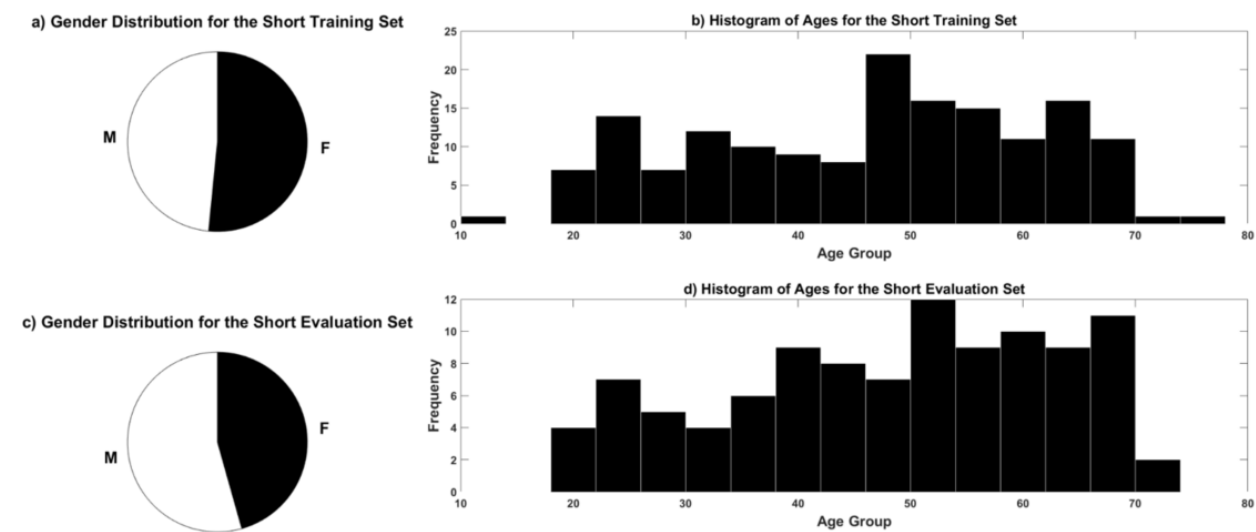 a) Gender Distribution for the Short Training Set
M
F
b) Histogram of Ages for the Short Training Set
Frequency
25
20
15
10
5
0
10 20 30 40 50 60 70 80
Age Group
c) Gender Distribution for the Short Evaluation Set
M
F
d) Histogram of Ages for the Short Evaluation Set
Frequency
12
10
8
6
4
2
0
10 20 30 40 50 60 70 80
Age Group